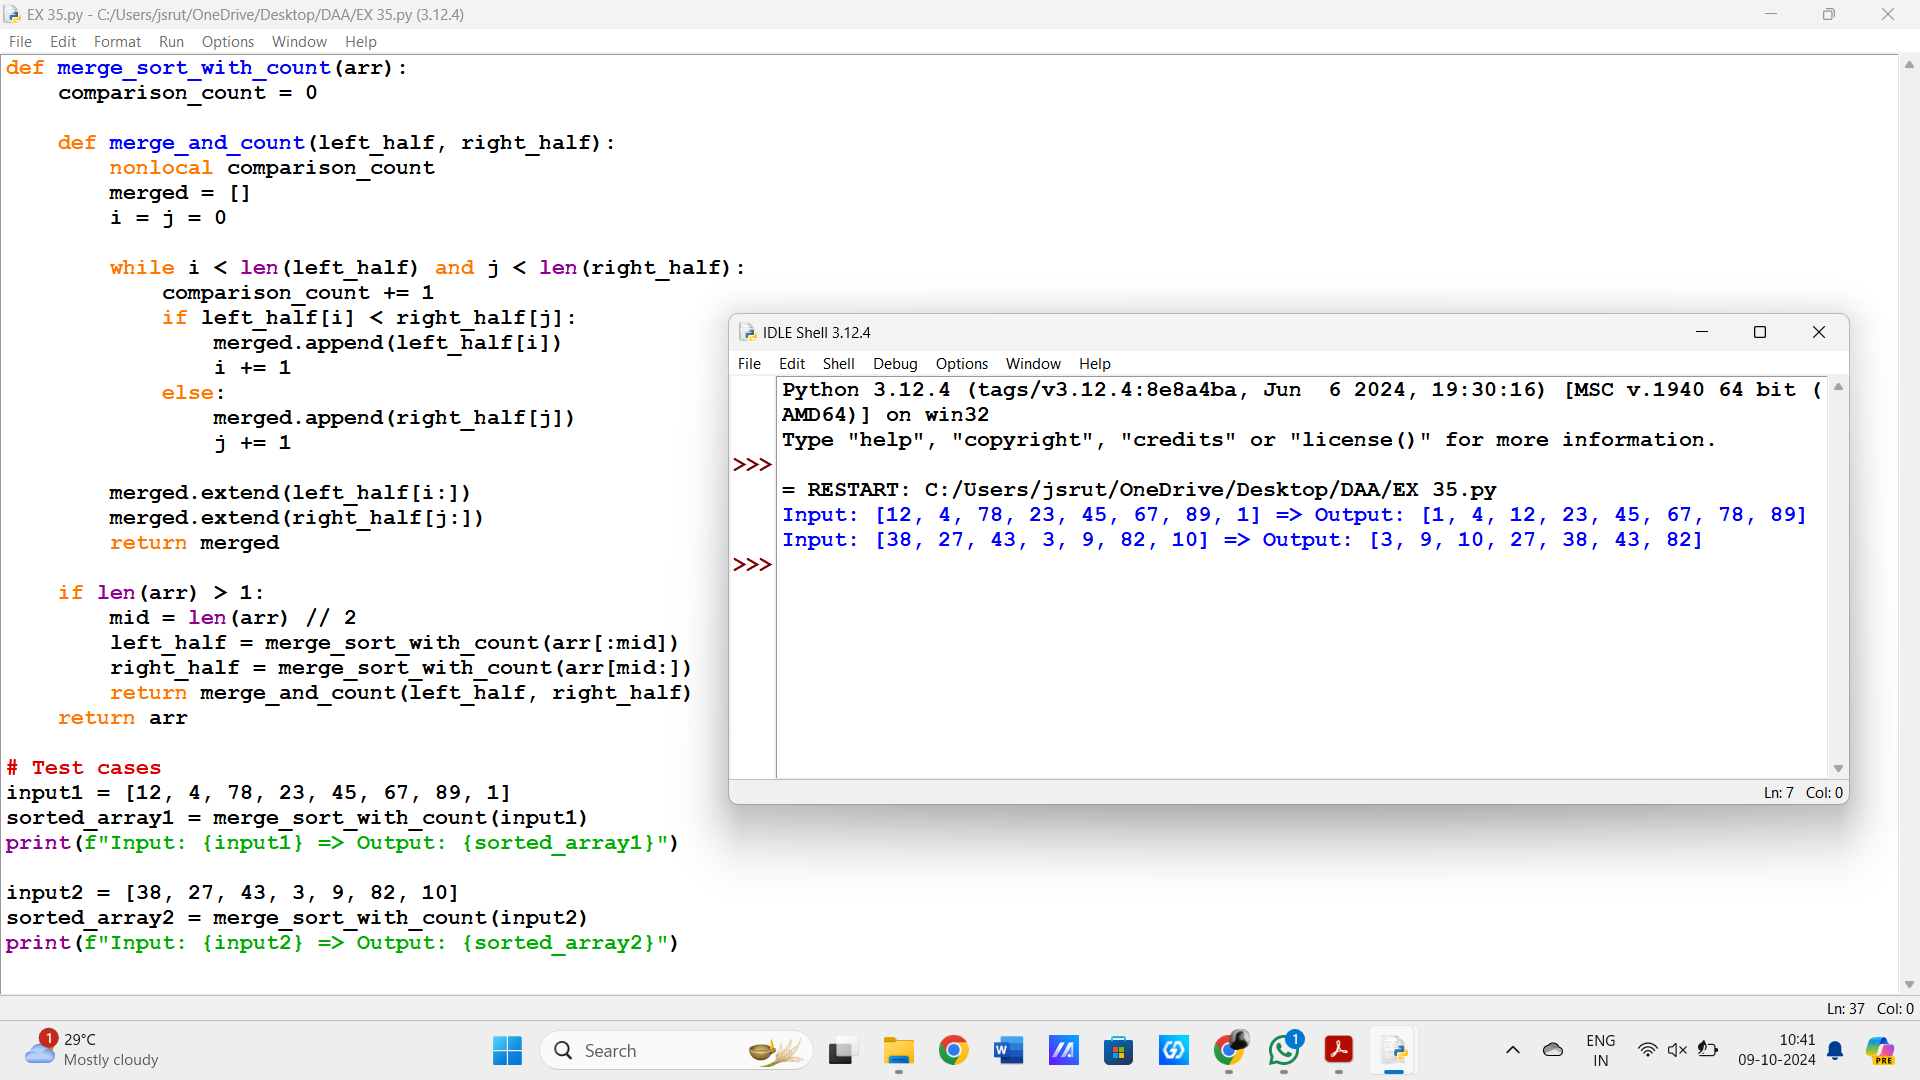 EX 35.py - C:/Users/jsrut/OneDrive/Desktop/DAA/EX 35.py (3.12.4)
File Edit Format Run Options Window Help
def merge_sort_with_count(arr):
    comparison_count = 0

    def merge_and_count(left_half, right_half):
        nonlocal comparison_count
        merged = []
        i = j = 0

        while i < len(left_half) and j < len(right_half):
            comparison_count += 1
            if left_half[i] < right_half[j]:
                merged.append(left_half[i])
                i += 1
            else:
                merged.append(right_half[j])
                j += 1

        merged.extend(left_half[i:])
        merged.extend(right_half[j:])
        return merged

    if len(arr) > 1:
        mid = len(arr) // 2
        left_half = merge_sort_with_count(arr[:mid])
        right_half = merge_sort_with_count(arr[mid:])
        return merge_and_count(left_half, right_half)
    return arr

# Test cases
input1 = [12, 4, 78, 23, 45, 67, 89, 1]
sorted_array1 = merge_sort_with_count(input1)
print(f"Input: {input1} => Output: {sorted_array1}")

input2 = [38, 27, 43, 3, 9, 82, 10]
sorted_array2 = merge_sort_with_count(input2)
print(f"Input: {input2} => Output: {sorted_array2}")
Ln: 37 Col: 0
IDLE Shell 3.12.4
File Edit Shell Debug Options Window Help
Python 3.12.4 (tags/v3.12.4:8e8a4ba, Jun  6 2024, 19:30:16) [MSC v.1940 64 bit (
AMD64)] on win32
Type "help", "copyright", "credits" or "license()" for more information.
>>>
= RESTART: C:/Users/jsrut/OneDrive/Desktop/DAA/EX 35.py
Input: [12, 4, 78, 23, 45, 67, 89, 1] => Output: [1, 4, 12, 23, 45, 67, 78, 89]
Input: [38, 27, 43, 3, 9, 82, 10] => Output: [3, 9, 10, 27, 38, 43, 82]
>>>
Ln: 7 Col: 0
1
29°C
Mostly cloudy
Search
W
1
ENG
IN
10:41
09-10-2024
PRE